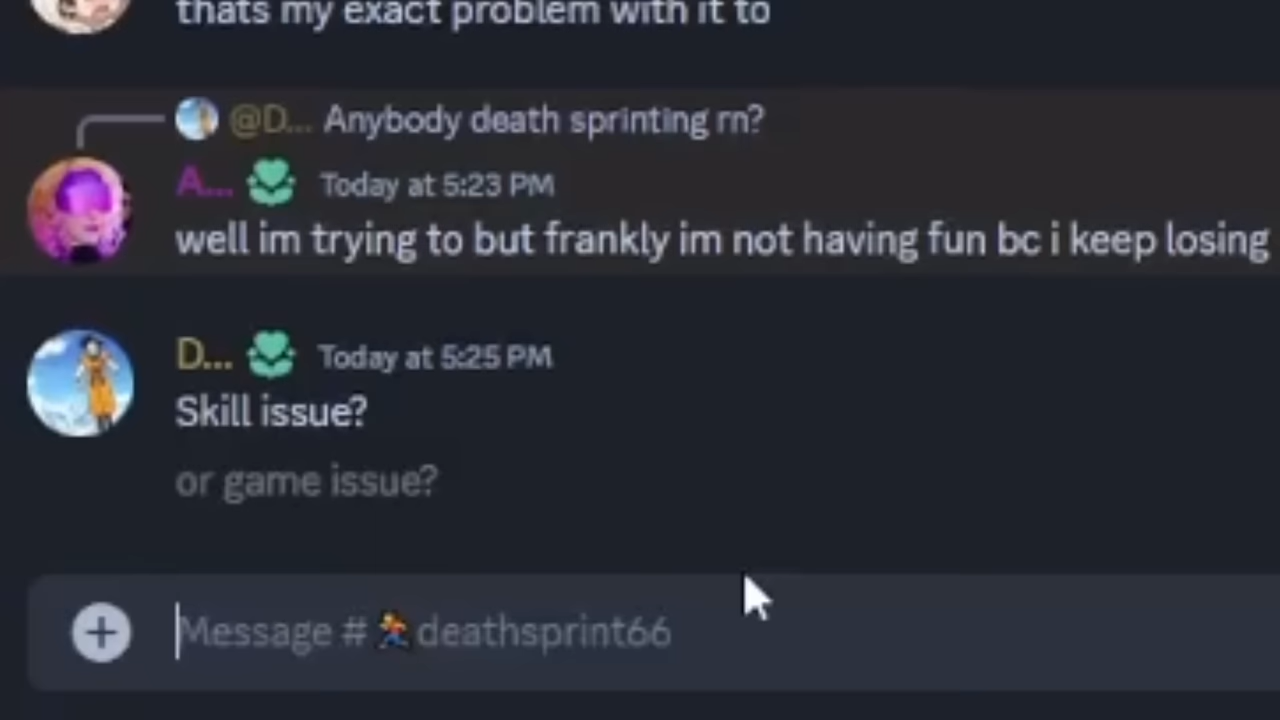 thats my exact problem with it to
@D... Anybody death sprinting rn?
A... Today at 5:23 PM
well im trying to but frankly im not having fun bc i keep losing
D... Today at 5:25 PM
Skill issue?
or game issue?
Message #🏃deathsprint66